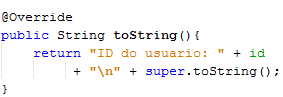 @Override
public String toString(){
return "ID do usuario: " + id
+ "\n" + super.toString();
}